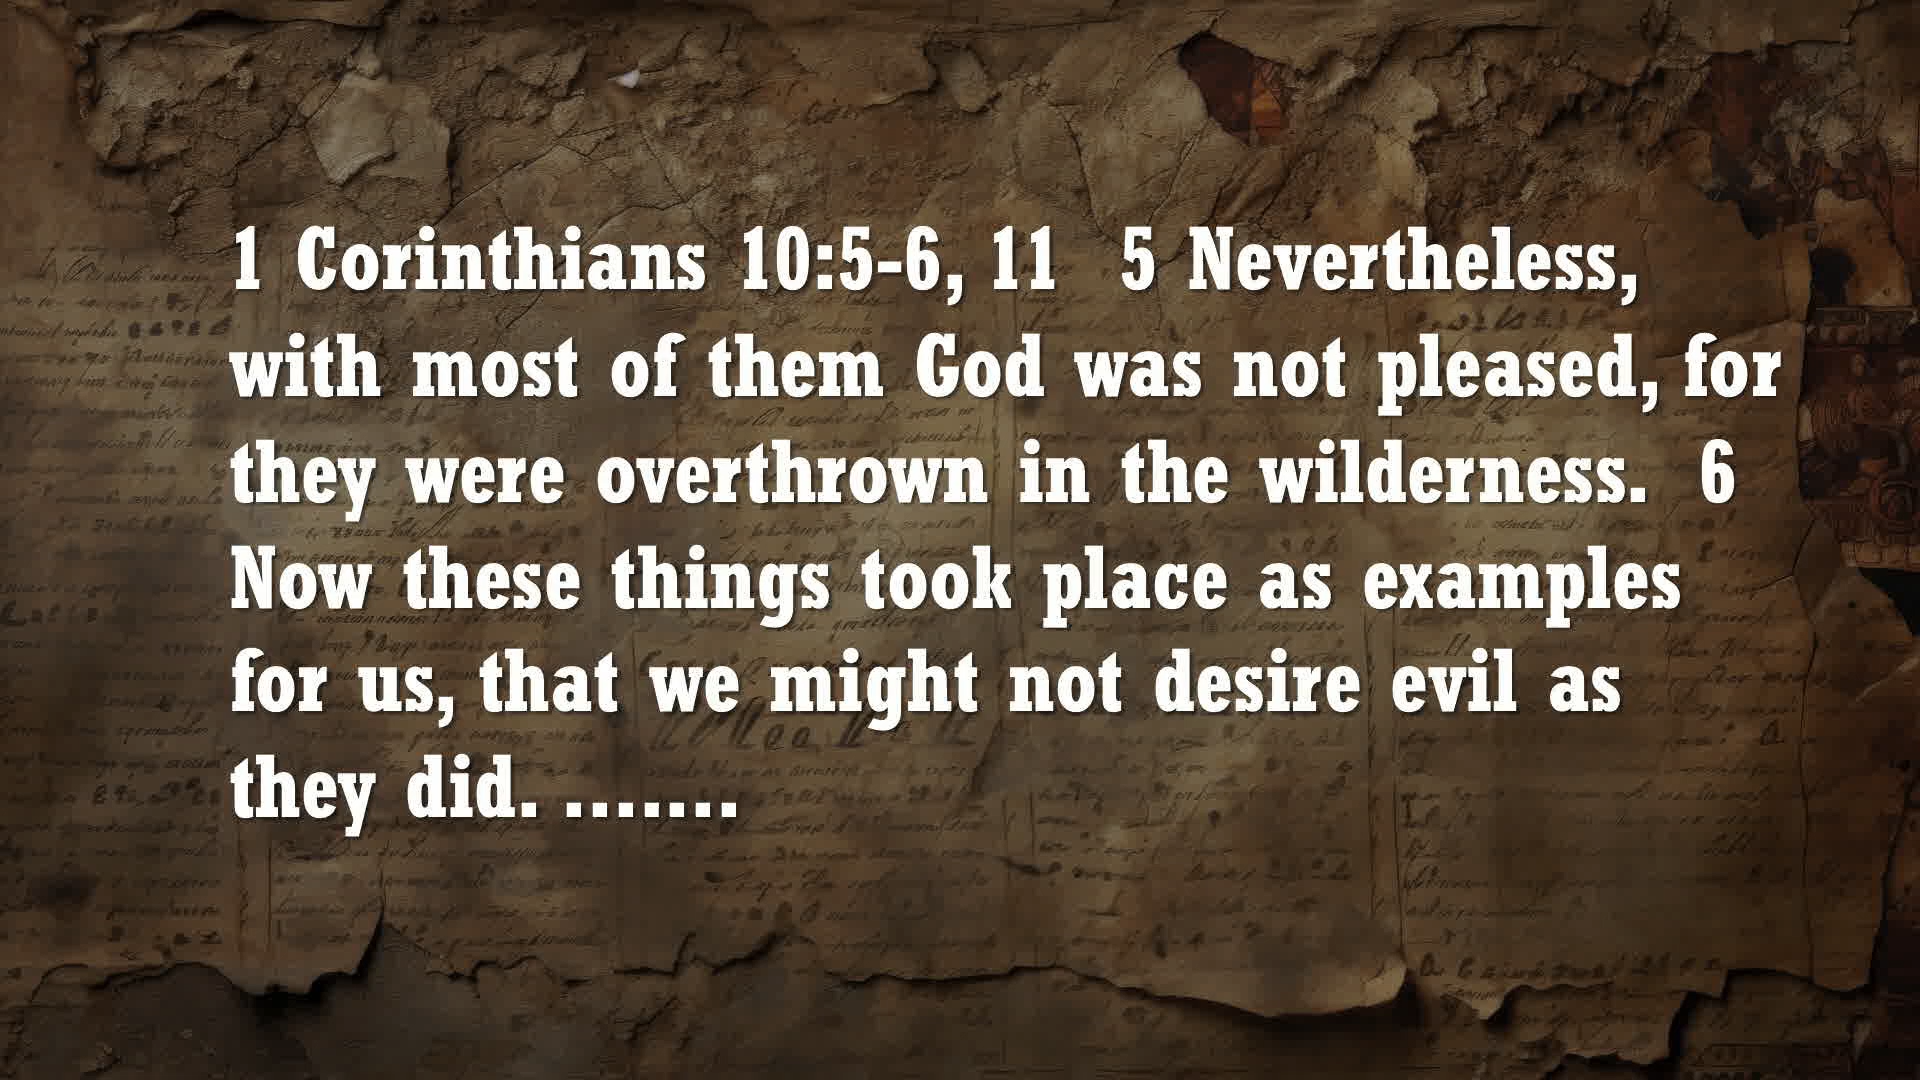 1 Corinthians 10:5-6, 11  5 Nevertheless,
with most of them God was not pleased, for
they were overthrown in the wilderness.  6
Now these things took place as examples
for us, that we might not desire evil as
they did. .......